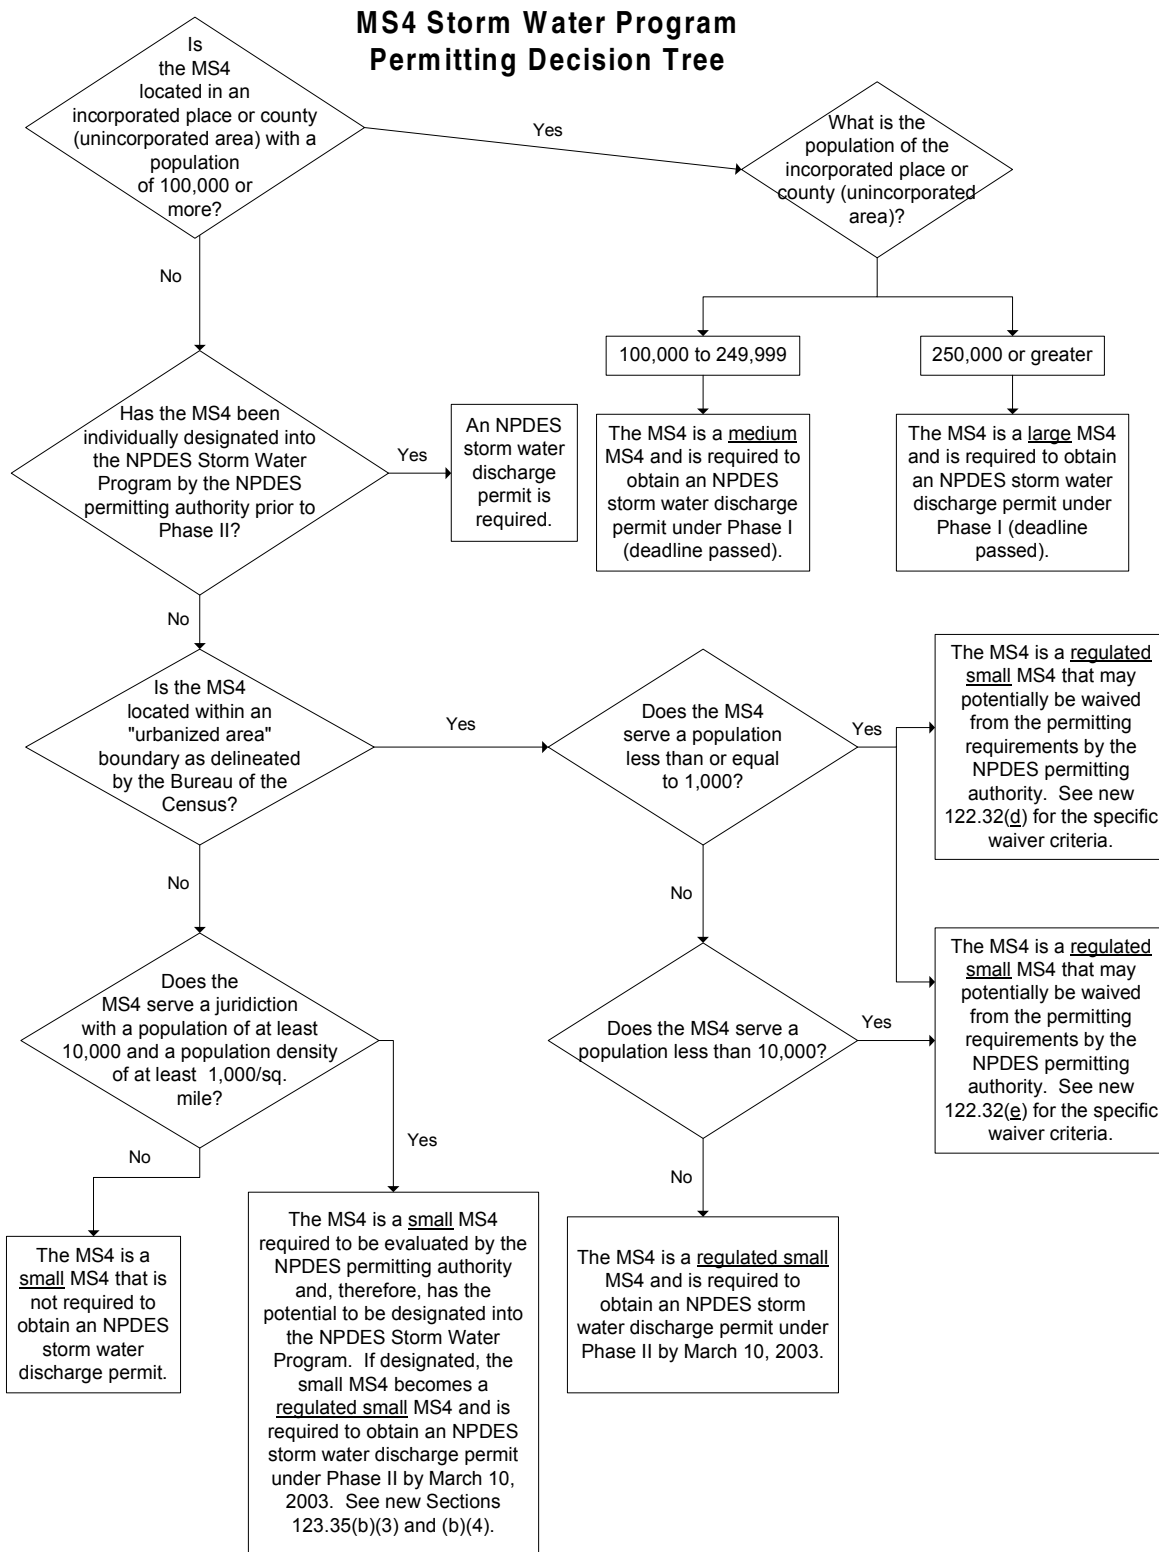 MS4 Storm Water Program
Permitting Decision Tree
Is
the MS4
located in an
incorporated place or county
(unincorporated area) with a
population
of 100,000 or
more?
Yes
What is the
population of the
incorporated place or
county (unincorporated
area)?
No
100,000 to 249,999
250,000 or greater
Has the MS4 been
individually designated into
the NPDES Storm Water
Program by the NPDES
permitting authority prior to
Phase II?
Yes
An NPDES
storm water
discharge
permit is
required.
The MS4 is a medium
MS4 and is required to
obtain an NPDES
storm water discharge
permit under Phase I
(deadline passed).
The MS4 is a large MS4
and is required to obtain
an NPDES storm water
discharge permit under
Phase I (deadline
passed).
No
Is the MS4
located within an
"urbanized area"
boundary as delineated
by the Bureau of the
Census?
Yes
Does the MS4
serve a population
less than or equal
to 1,000?
Yes
The MS4 is a regulated
small MS4 that may
potentially be waived
from the permitting
requirements by the
NPDES permitting
authority. See new
122.32(d) for the specific
waiver criteria.
No
No
Does the
MS4 serve a juridiction
with a population of at least
10,000 and a population density
of at least 1,000/sq.
mile?
Does the MS4 serve a
population less than 10,000?
Yes
The MS4 is a regulated
small MS4 that may
potentially be waived
from the permitting
requirements by the
NPDES permitting
authority. See new
122.32(e) for the specific
waiver criteria.
No
Yes
No
The MS4 is a
small MS4 that is
not required to
obtain an NPDES
storm water
discharge permit.
The MS4 is a small MS4
required to be evaluated by the
NPDES permitting authority
and, therefore, has the
potential to be designated into
the NPDES Storm Water
Program. If designated, the
small MS4 becomes a
regulated small MS4 and is
required to obtain an NPDES
storm water discharge permit
under Phase II by March 10,
2003. See new Sections
123.35(b)(3) and (b)(4).
The MS4 is a regulated small
MS4 and is required to
obtain an NPDES storm
water discharge permit under
Phase II by March 10, 2003.